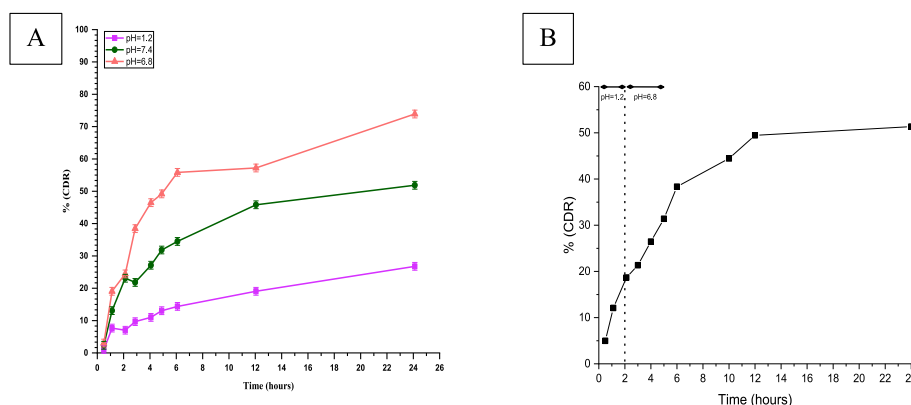 A
pH=1.2
pH=7.4
pH=6.8
100
90
80
70
60
50
40
30
20
10
0
% (CDR)
0 2 4 6 8 10 12 14 16 18 20 22 24 26
Time (hours)
B
pH=1,2 pH=6,8
60
50
40
30
20
10
0
% (CDR)
0 2 4 6 8 10 12 14 16 18 20 22 24
Time (hours)